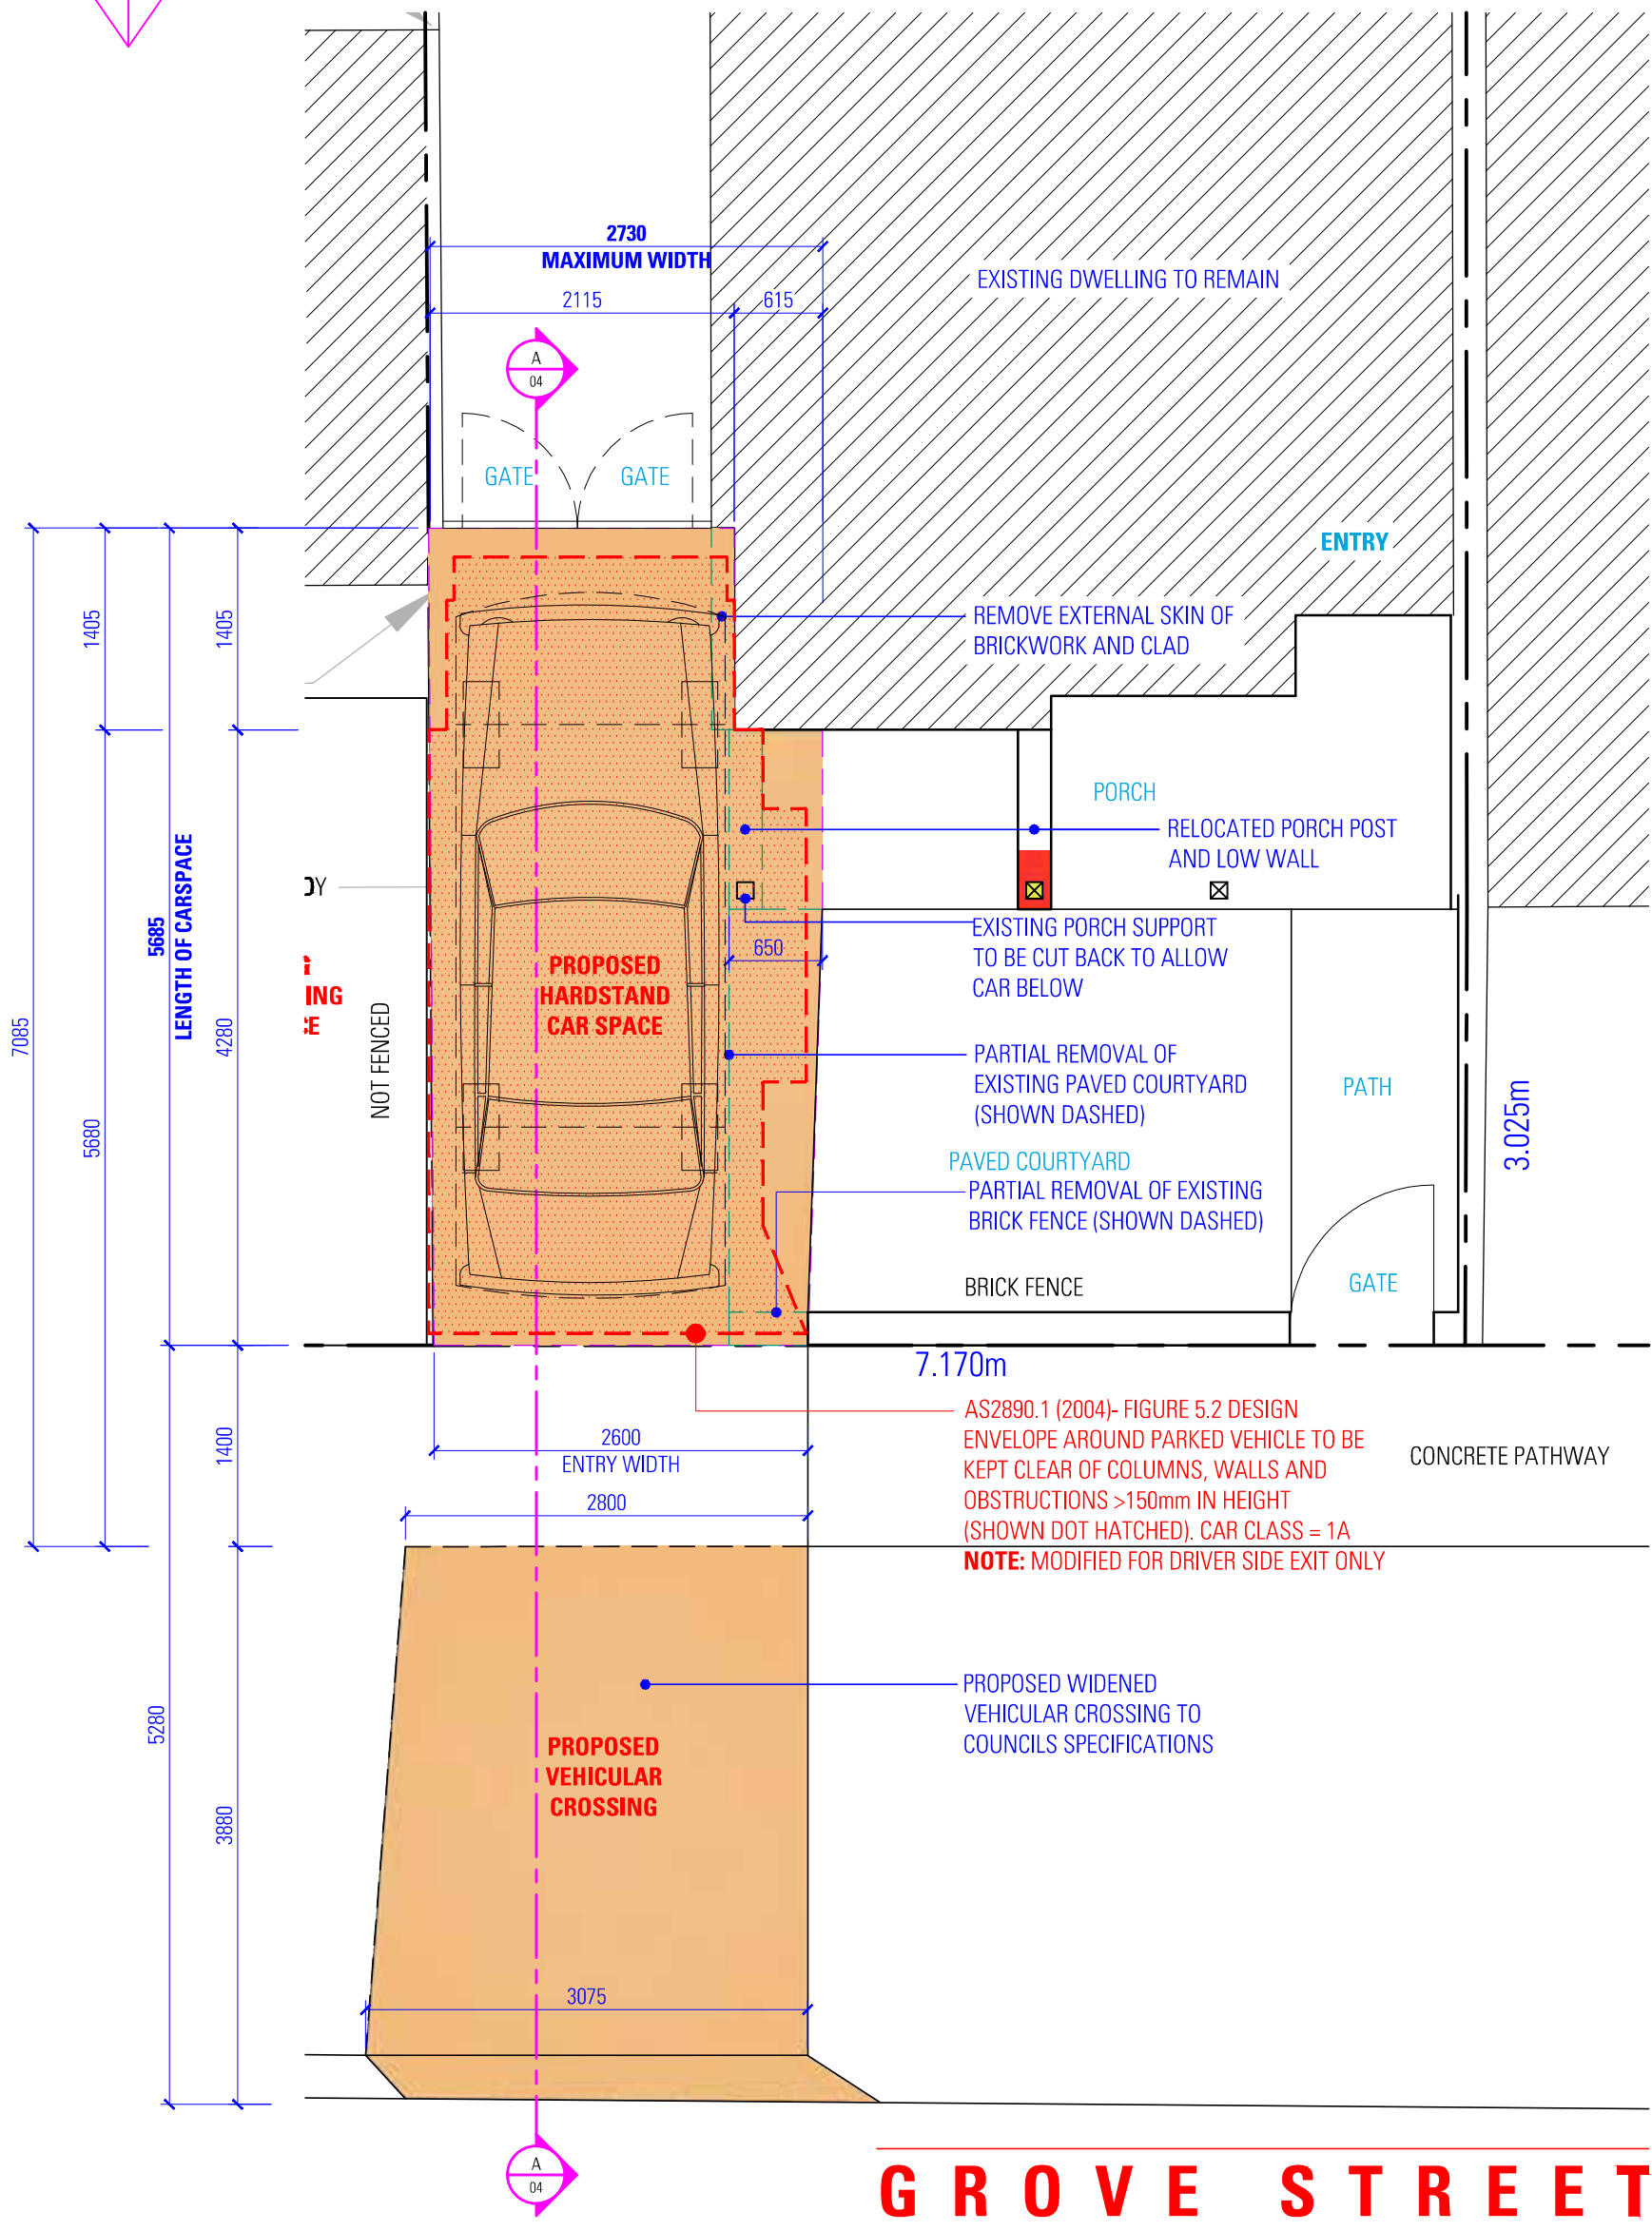 2730
MAXIMUM WIDTH
2115
615
EXISTING DWELLING TO REMAIN
A
04
GATE
GATE
ENTRY
1405
1405
REMOVE EXTERNAL SKIN OF
BRICKWORK AND CLAD
PORCH
RELOCATED PORCH POST
AND LOW WALL
EXISTING PORCH SUPPORT
TO BE CUT BACK TO ALLOW
CAR BELOW
650
PROPOSED
HARDSTAND
CAR SPACE
7085
5680
5685
LENGTH OF CARSPACE
4280
ING
NOT FENCED
PARTIAL REMOVAL OF
EXISTING PAVED COURTYARD
(SHOWN DASHED)
PATH
3.025m
PAVED COURTYARD
PARTIAL REMOVAL OF EXISTING
BRICK FENCE (SHOWN DASHED)
BRICK FENCE
GATE
7.170m
1400
2600
ENTRY WIDTH
2800
AS2890.1 (2004)- FIGURE 5.2 DESIGN
ENVELOPE AROUND PARKED VEHICLE TO BE
KEPT CLEAR OF COLUMNS, WALLS AND
OBSTRUCTIONS >150mm IN HEIGHT
(SHOWN DOT HATCHED). CAR CLASS = 1A
NOTE: MODIFIED FOR DRIVER SIDE EXIT ONLY
CONCRETE PATHWAY
5280
3880
PROPOSED WIDENED
VEHICULAR CROSSING TO
COUNCILS SPECIFICATIONS
PROPOSED
VEHICULAR
CROSSING
3075
A
04
GROVE STREET